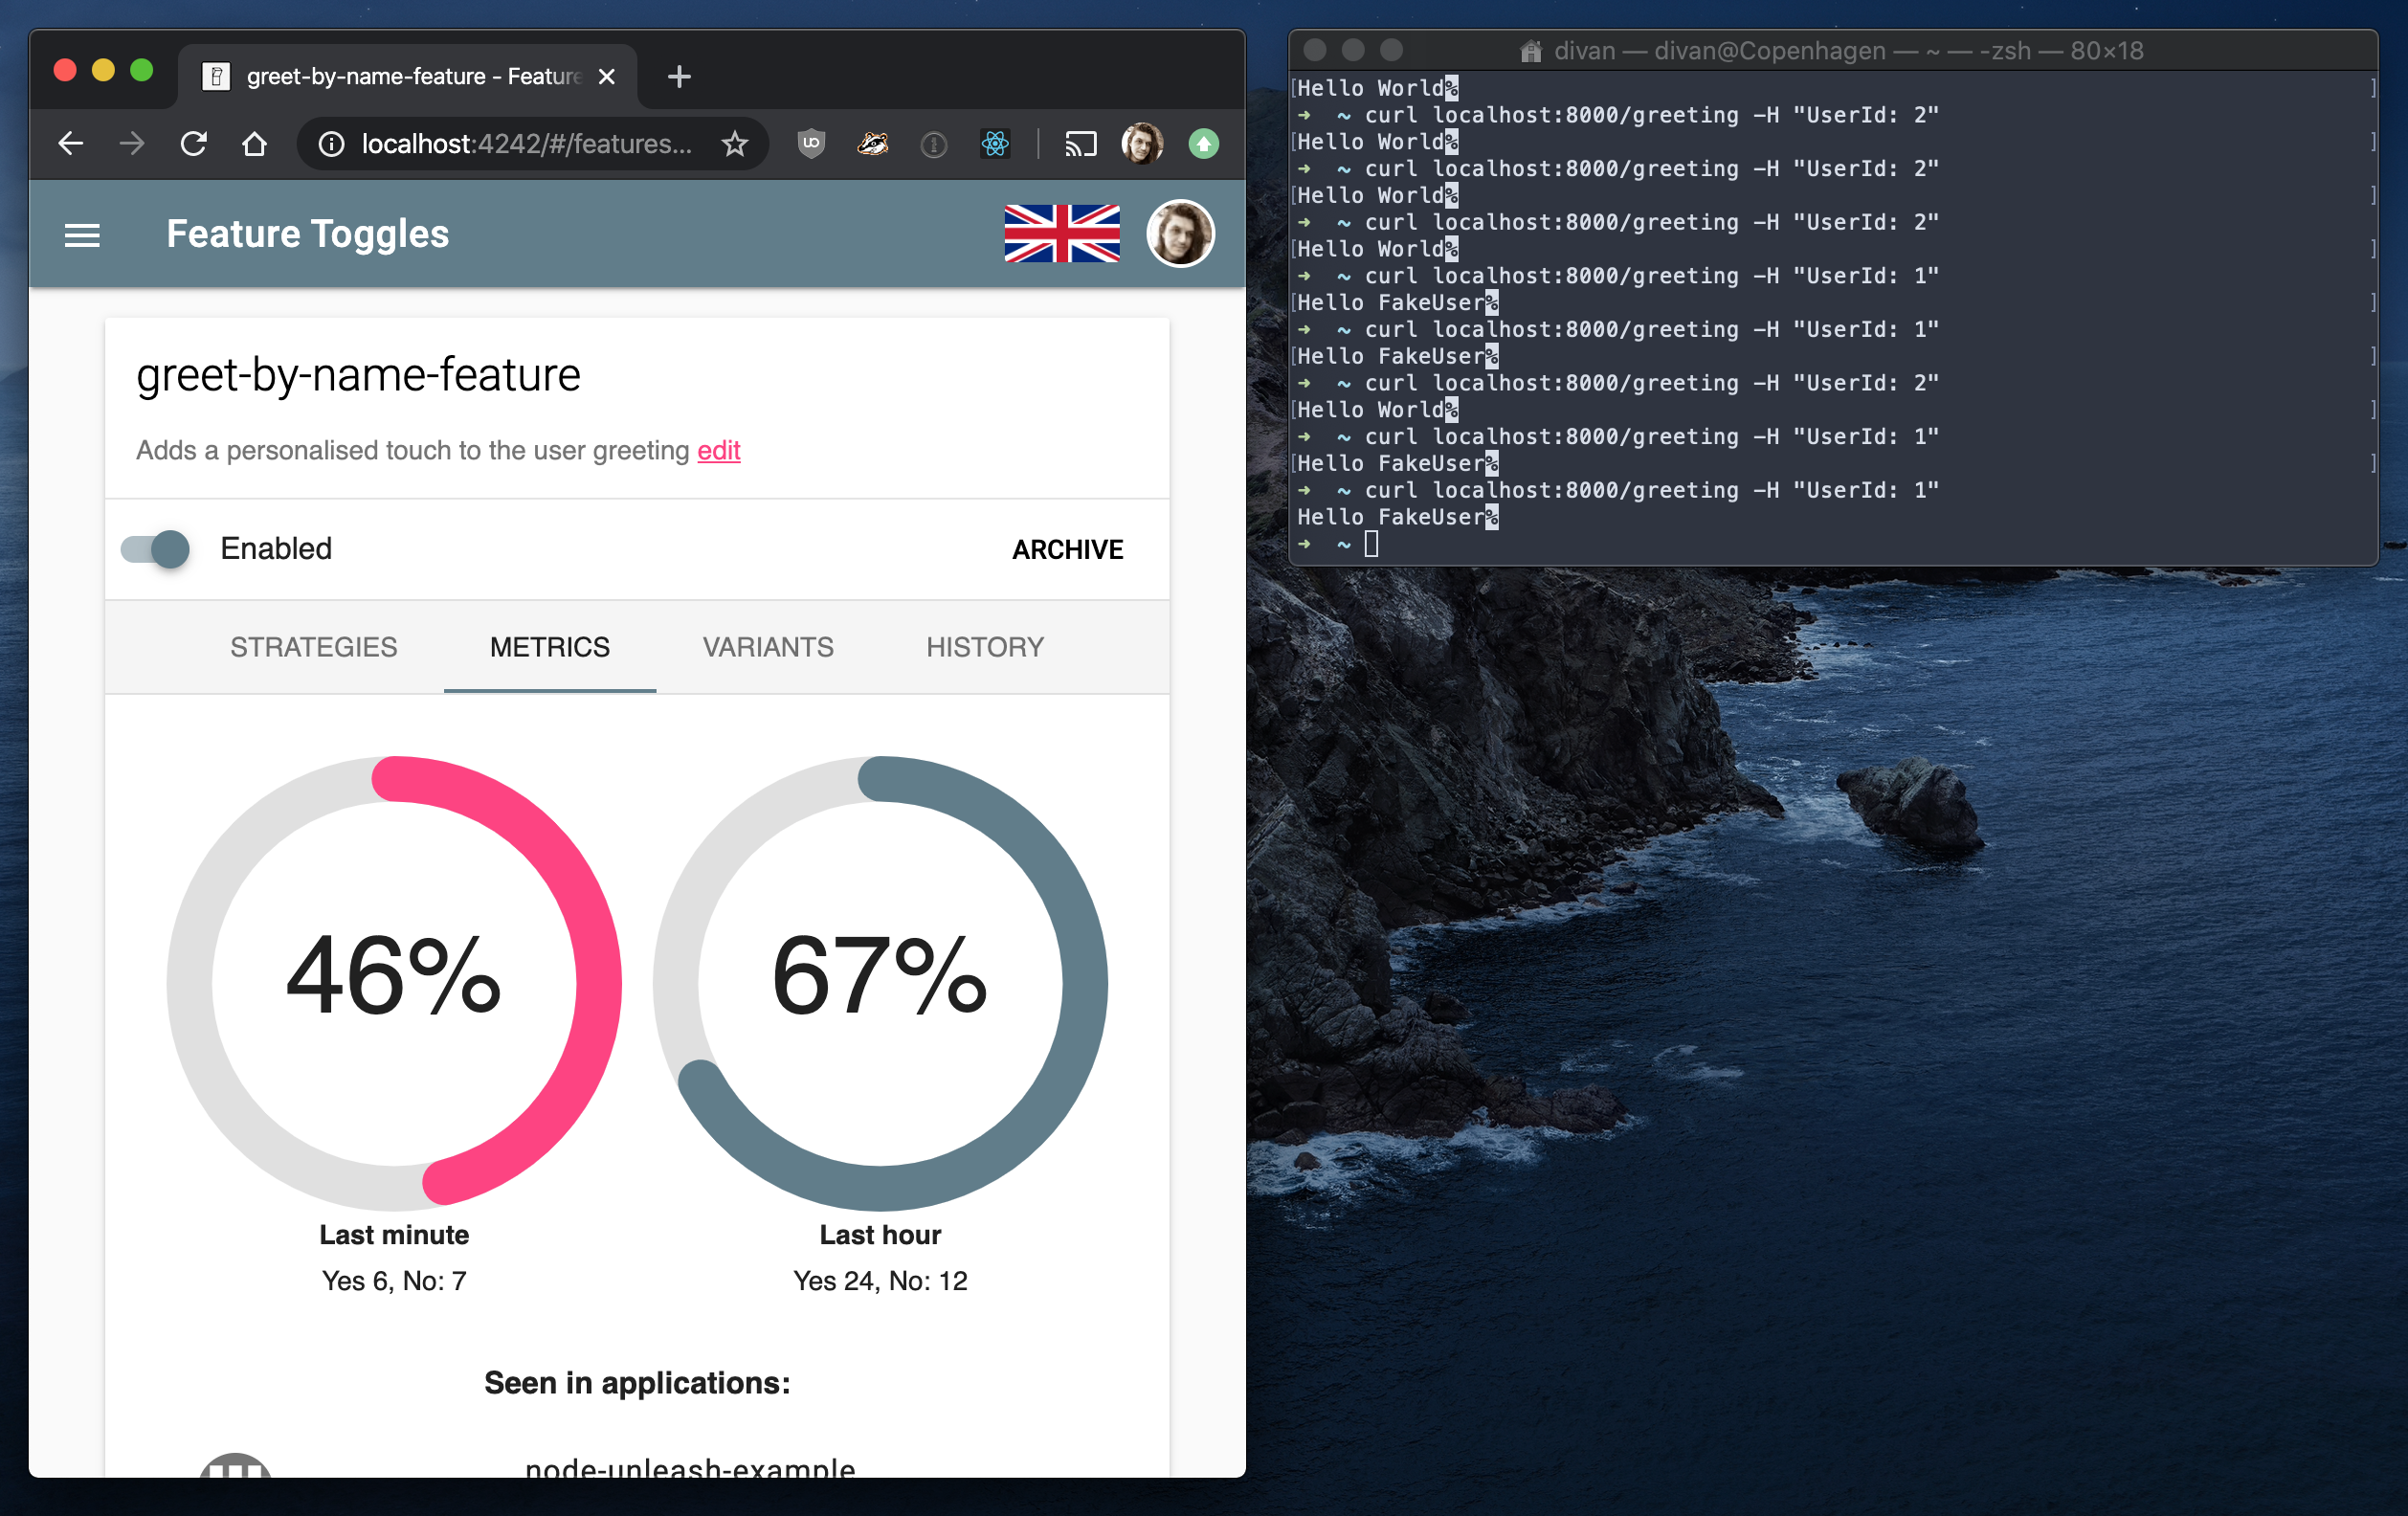 greet-by-name-feature - Feature
localhost:4242/#/features...
Feature Toggles
greet-by-name-feature
Adds a personalised touch to the user greeting edit
Enabled
ARCHIVE
STRATEGIES
METRICS
VARIANTS
HISTORY
46%
67%
Last minute
Last hour
Yes 6, No: 7
Yes 24, No: 12
Seen in applications:
node-unleash-example
divan — divan@Copenhagen — ~ — -zsh — 80×18
[Hello World% ]
➜ ~ curl localhost:8000/greeting -H "UserId: 2"
[Hello World% ]
➜ ~ curl localhost:8000/greeting -H "UserId: 2"
[Hello World% ]
➜ ~ curl localhost:8000/greeting -H "UserId: 2"
[Hello World% ]
➜ ~ curl localhost:8000/greeting -H "UserId: 1"
[Hello FakeUser% ]
➜ ~ curl localhost:8000/greeting -H "UserId: 1"
[Hello FakeUser% ]
➜ ~ curl localhost:8000/greeting -H "UserId: 2"
[Hello World% ]
➜ ~ curl localhost:8000/greeting -H "UserId: 1"
[Hello FakeUser% ]
➜ ~ curl localhost:8000/greeting -H "UserId: 1"
Hello FakeUser%
➜ ~